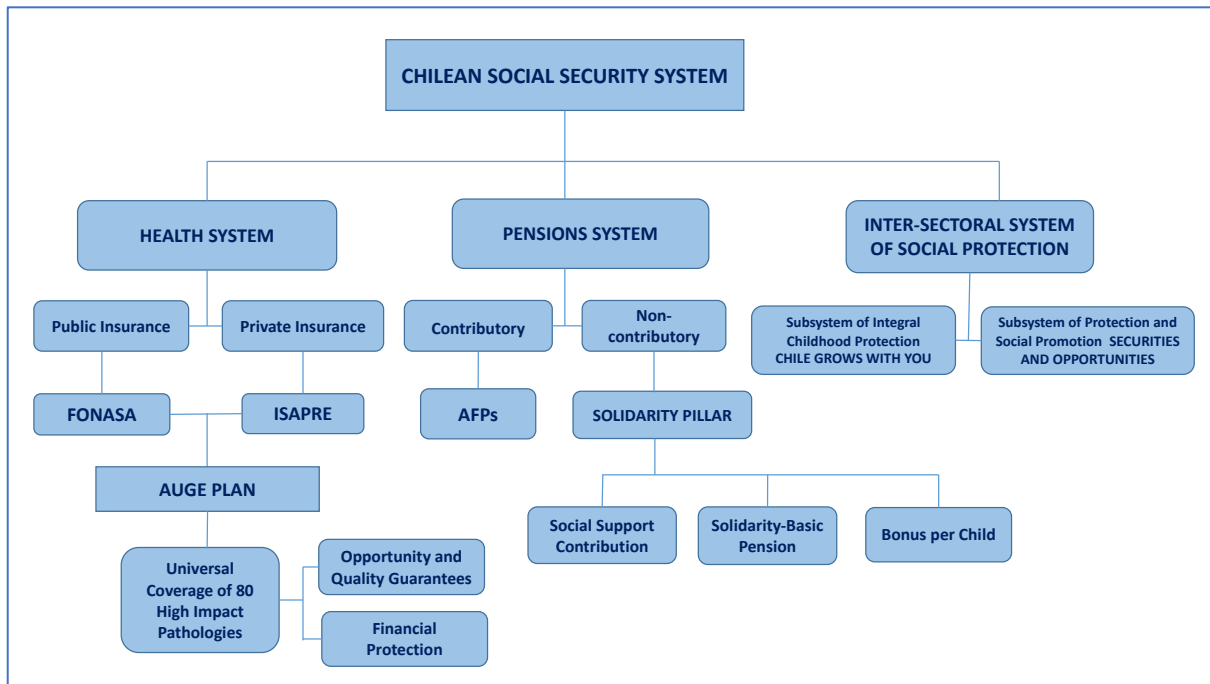 CHILEAN SOCIAL SECURITY SYSTEM
HEALTH SYSTEM
PENSIONS SYSTEM
INTER-SECTORAL SYSTEM
OF SOCIAL PROTECTION
Public Insurance
Private Insurance
Contributory
Non-
contributory
Subsystem of Integral
Childhood Protection
CHILE GROWS WITH YOU
Subsystem of Protection and
Social Promotion SECURITIES
AND OPPORTUNITIES
FONASA
ISAPRE
AFPs
SOLIDARITY PILLAR
AUGE PLAN
Social Support
Contribution
Solidarity-Basic
Pension
Bonus per Child
Universal
Coverage of 80
High Impact
Pathologies
Opportunity and
Quality Guarantees
Financial
Protection